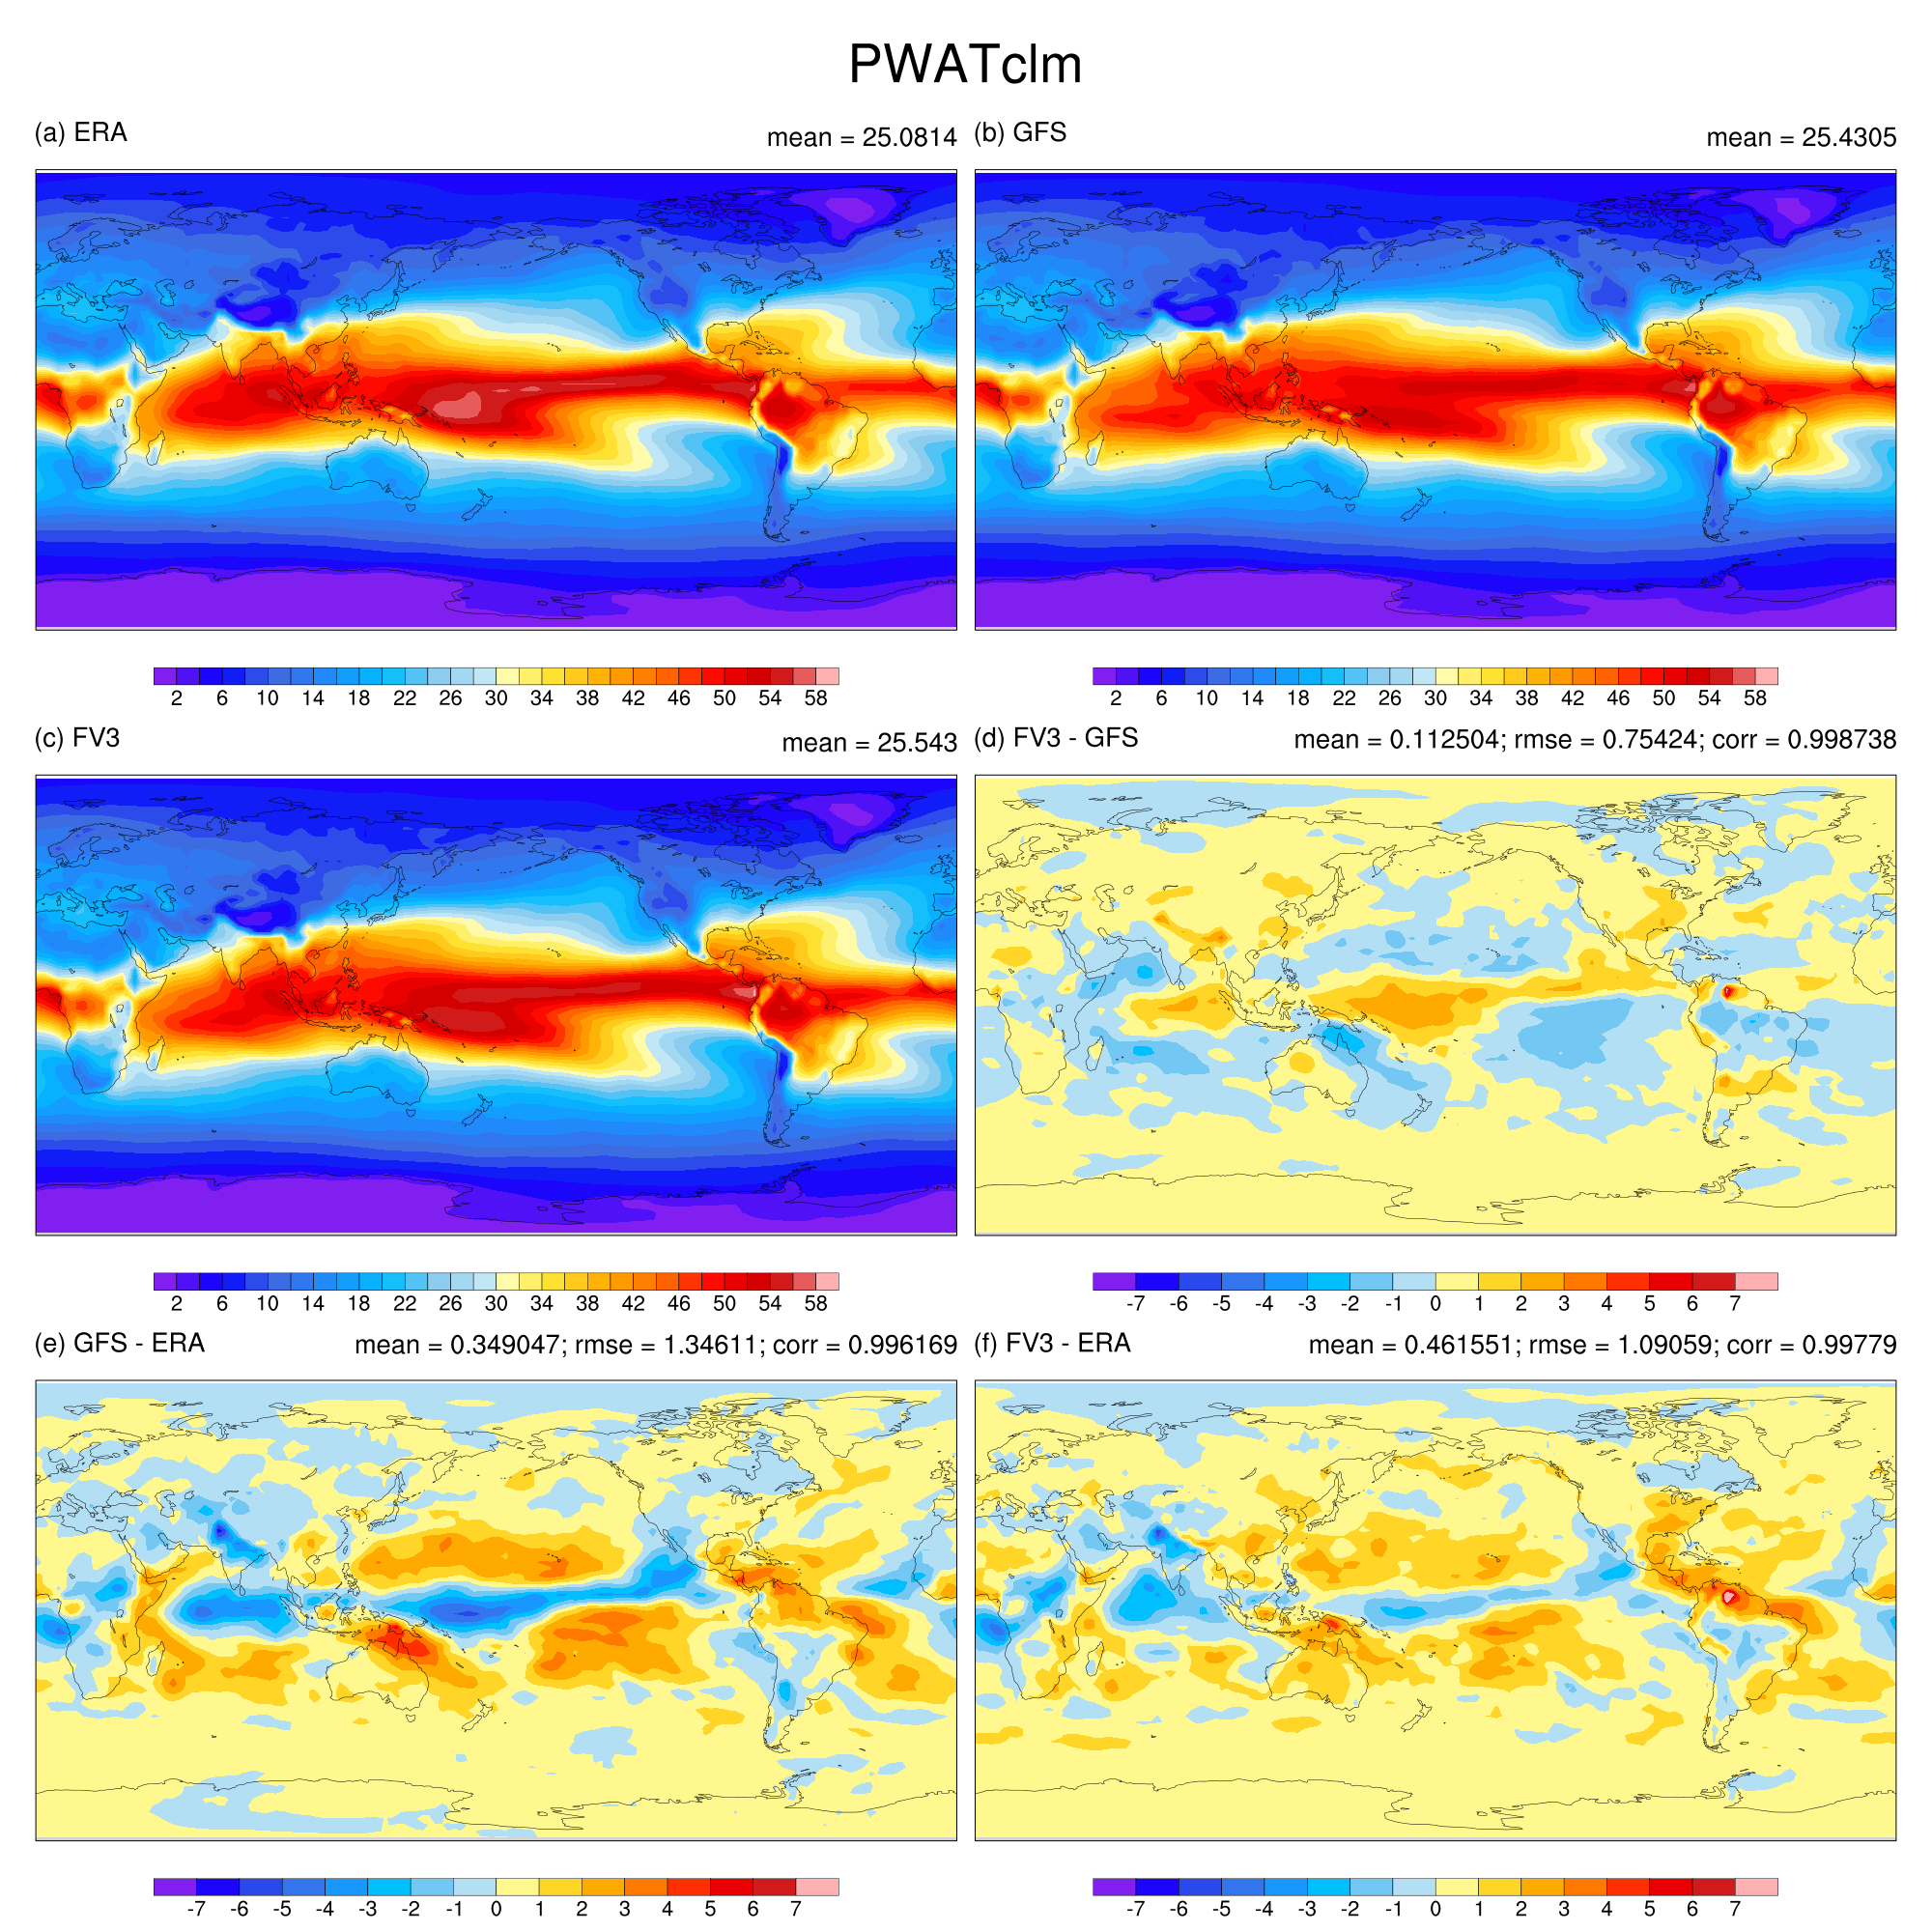 PWATclm
(a) ERA
mean = 25.0814
(b) GFS
mean = 25.4305
2 6 10 14 18 22 26 30 34 38 42 46 50 54 58
2 6 10 14 18 22 26 30 34 38 42 46 50 54 58
(c) FV3
mean = 25.543
(d) FV3 - GFS
mean = 0.112504; rmse = 0.75424; corr = 0.998738
2 6 10 14 18 22 26 30 34 38 42 46 50 54 58
-7 -6 -5 -4 -3 -2 -1 0 1 2 3 4 5 6 7
(e) GFS - ERA
mean = 0.349047; rmse = 1.34611; corr = 0.996169
(f) FV3 - ERA
mean = 0.461551; rmse = 1.09059; corr = 0.99779
-7 -6 -5 -4 -3 -2 -1 0 1 2 3 4 5 6 7
-7 -6 -5 -4 -3 -2 -1 0 1 2 3 4 5 6 7